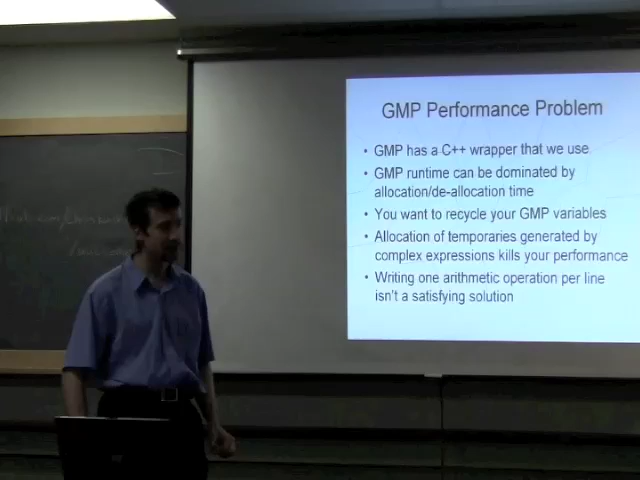 GMP Performance Problem
• GMP has a C++ wrapper that we use
• GMP runtime can be dominated by
allocation/de-allocation time
• You want to recycle your GMP variables
• Allocation of temporaries generated by
complex expressions kills your performance
• Writing one arithmetic operation per line
isn't a satisfying solution